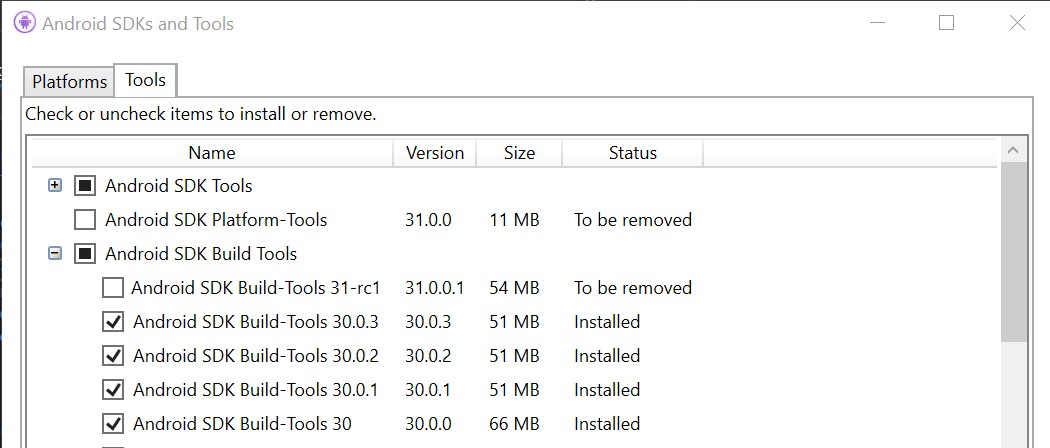 Android SDKs and Tools
Platforms Tools
Check or uncheck items to install or remove.
Name Version Size Status
Android SDK Tools
Android SDK Platform-Tools 31.0.0 11 MB To be removed
Android SDK Build Tools
Android SDK Build-Tools 31-rc1 31.0.0.1 54 MB To be removed
Android SDK Build-Tools 30.0.3 30.0.3 51 MB Installed
Android SDK Build-Tools 30.0.2 30.0.2 51 MB Installed
Android SDK Build-Tools 30.0.1 30.0.1 51 MB Installed
Android SDK Build-Tools 30 30.0.0 66 MB Installed